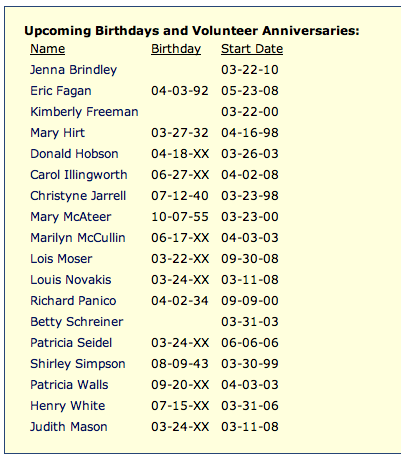 Upcoming Birthdays and Volunteer Anniversaries:
Name Birthday Start Date
Jenna Brindley 03-22-10
Eric Fagan 04-03-92 05-23-08
Kimberly Freeman 03-22-00
Mary Hirt 03-27-32 04-16-98
Donald Hobson 04-18-XX 03-26-03
Carol Illingworth 06-27-XX 04-02-08
Christyne Jarrell 07-12-40 03-23-98
Mary McAteer 10-07-55 03-23-00
Marilyn McCullin 06-17-XX 04-03-03
Lois Moser 03-22-XX 09-30-08
Louis Novakis 03-24-XX 03-11-08
Richard Panico 04-02-34 09-09-00
Betty Schreiner 03-31-03
Patricia Seidel 03-24-XX 06-06-06
Shirley Simpson 08-09-43 03-30-99
Patricia Walls 09-20-XX 04-03-03
Henry White 07-15-XX 03-31-06
Judith Mason 03-24-XX 03-11-08